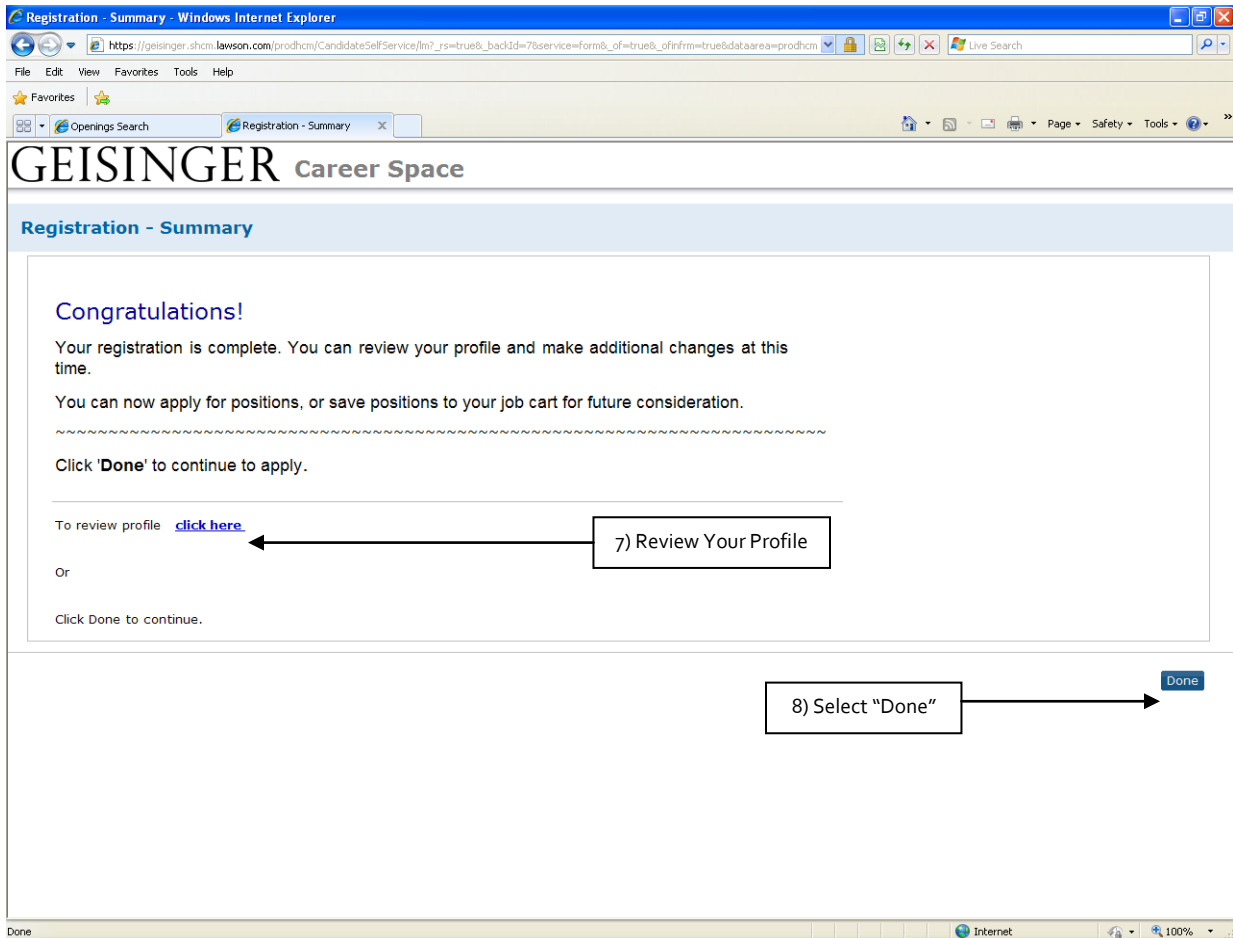 Registration - Summary - Windows Internet Explorer
https://geisinger.shcm.lawson.com/prodhcm/CandidateSelfService/lm?_rs=true&_backId=7&service=form&_of=true&_ofinfrm=true&dataarea=prodhcm
Live Search
File Edit View Favorites Tools Help
Favorites
Openings Search Registration - Summary X Page Safety Tools »
GEISINGER Career Space
Registration - Summary
Congratulations!
Your registration is complete. You can review your profile and make additional changes at this
time.
You can now apply for positions, or save positions to your job cart for future consideration.
~~~~~~~~~~~~~~~~~~~~~~~~~~~~~~~~~~~~~~~~~~~~~~~~~~~~~~~~~~~~~~~~~~~~~~~~~
Click 'Done' to continue to apply.
To review profile click here
7) Review Your Profile
Or
Click Done to continue.
Done
8) Select “Done”
Done Internet 100%